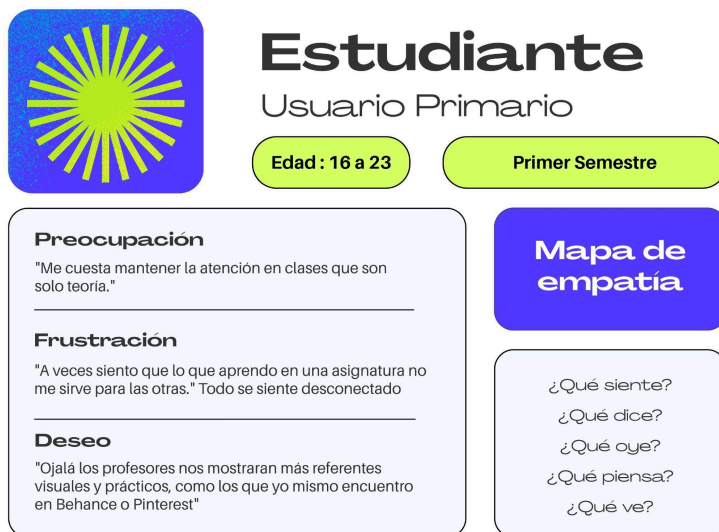 Estudiante
Usuario Primario
Edad : 16 a 23
Primer Semestre
Preocupación
"Me cuesta mantener la atención en clases que son
solo teoría."
Frustración
"A veces siento que lo que aprendo en una asignatura no
me sirve para las otras." Todo se siente desconectado
Deseo
"Ojalá los profesores nos mostraran más referentes
visuales y prácticos, como los que yo mismo encuentro
en Behance o Pinterest"
Mapa de
empatía
¿Qué siente?
¿Qué dice?
¿Qué oye?
¿Qué piensa?
¿Qué ve?